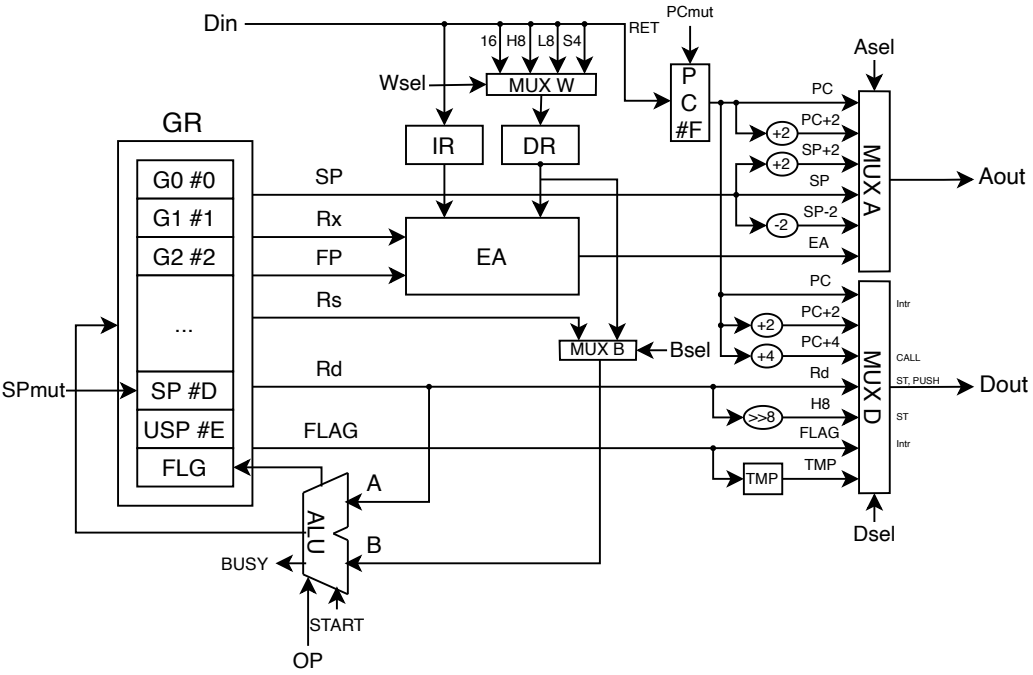 Din
PCmut
RET
16 H8 L8 S4
Asel
Wsel
MUX W
P
C
#F
PC
GR
IR
DR
+2
PC+2
SP+2
+2
MUX A
Aout
G0 #0
SP
SP
G1 #1
Rx
-2
SP-2
G2 #2
FP
EA
EA
Rs
PC
Intr
...
+2
PC+2
MUX B
Bsel
+4
PC+4
CALL
SPmut
SP #D
Rd
Rd
MUX D
ST, PUSH
Dout
>>8
H8
ST
USP #E
FLAG
FLAG
Intr
FLG
TMP
TMP
A
ALU
B
Dsel
BUSY
START
OP